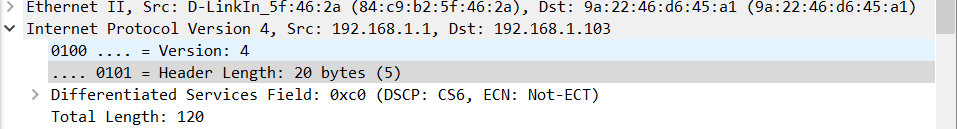 Ethernet II, Src: D-LinkIn_5f:46:2a (84:c9:b2:5f:46:2a), Dst: 9a:22:46:d6:45:a1 (9a:22:46:d6:45:a1)
Internet Protocol Version 4, Src: 192.168.1.1, Dst: 192.168.1.103
0100 .... = Version: 4
.... 0101 = Header Length: 20 bytes (5)
Differentiated Services Field: 0xc0 (DSCP: CS6, ECN: Not-ECT)
Total Length: 120